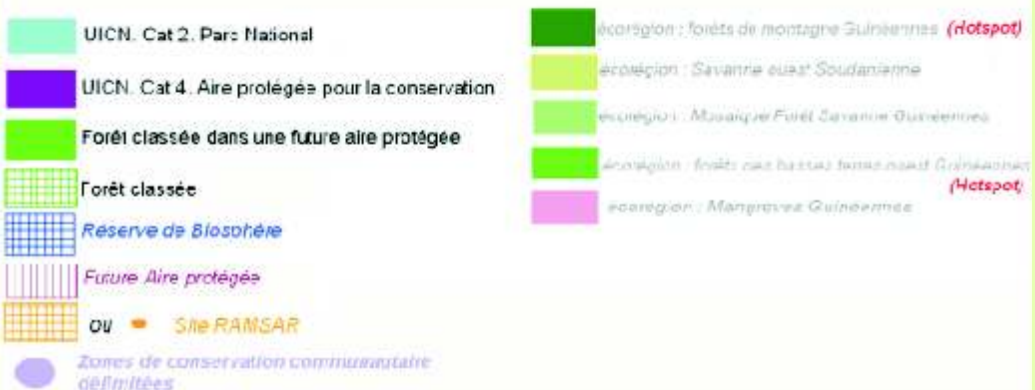 UICN. Cat 2. Parc National
UICN. Cat 4. Aire protégée pour la conservation
Forêt classée dans une future aire protégée
Forêt classée
Réserve de Biosphère
Future Aire protégée
ou Site RAMSAR
Zones de conservation communautaire
délimitées
écorégion : forêts de montagne Guinéennes (Hotspot)
écorégion : Savanne ouest Soudanienne
écorégion : Mosaïque Forêt Savanne Guinéennes
écorégion : forêts des basses terres ouest Guinéennes
(Hotspot)
écorégion : Mangroves Guinéennes